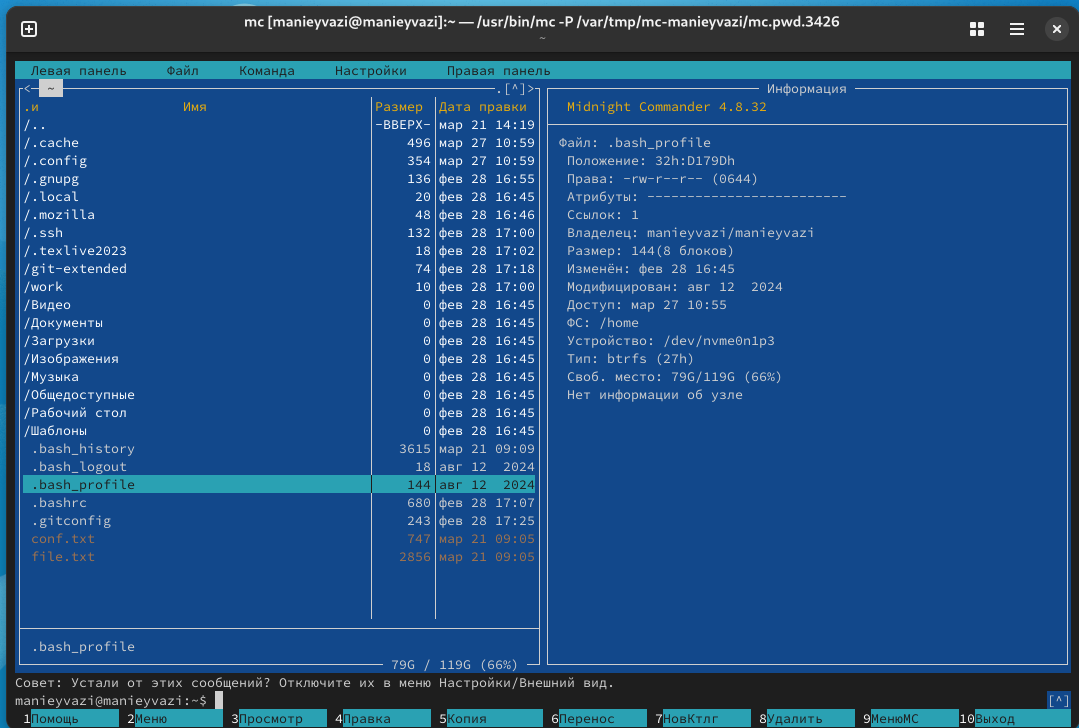 mc [manieyvazi@manieyvazi]:~ — /usr/bin/mc -P /var/tmp/mc-manieyvazi/mc.pwd.3426
~
Левая панель Файл Команда Настройки Правая панель
<─ ~ .[^]>
.и Имя Размер Дата правки
/.. -ВВЕРХ- мар 21 14:19
/.cache 496 мар 27 10:59
/.config 354 мар 27 10:59
/.gnupg 136 фев 28 16:55
/.local 20 фев 28 16:45
/.mozilla 48 фев 28 16:46
/.ssh 132 фев 28 17:00
/.texlive2023 18 фев 28 17:02
/git-extended 74 фев 28 17:18
/work 10 фев 28 17:00
/Видео 0 фев 28 16:45
/Документы 0 фев 28 16:45
/Загрузки 0 фев 28 16:45
/Изображения 0 фев 28 16:45
/Музыка 0 фев 28 16:45
/Общедоступные 0 фев 28 16:45
/Рабочий стол 0 фев 28 16:45
/Шаблоны 0 фев 28 16:45
.bash_history 3615 мар 21 09:09
.bash_logout 18 авг 12 2024
.bash_profile 144 авг 12 2024
.bashrc 680 фев 28 17:07
.gitconfig 243 фев 28 17:25
conf.txt 747 мар 21 09:05
file.txt 2856 мар 21 09:05
.bash_profile
79G / 119G (66%)
Информация
Midnight Commander 4.8.32
Файл: .bash_profile
Положение: 32h:D179Dh
Права: -rw-r--r-- (0644)
Атрибуты: -------------------------
Ссылок: 1
Владелец: manieyvazi/manieyvazi
Размер: 144(8 блоков)
Изменён: фев 28 16:45
Модифицирован: авг 12 2024
Доступ: мар 27 10:55
ФС: /home
Устройство: /dev/nvme0n1p3
Тип: btrfs (27h)
Своб. место: 79G/119G (66%)
Нет информации об узле
Совет: Устали от этих сообщений? Отключите их в меню Настройки/Внешний вид.
manieyvazi@manieyvazi:~$ [^]
1Помощь 2Меню 3Просмотр 4Правка 5Копия 6Перенос 7НовКтлг 8Удалить 9МенюМС 10Выход